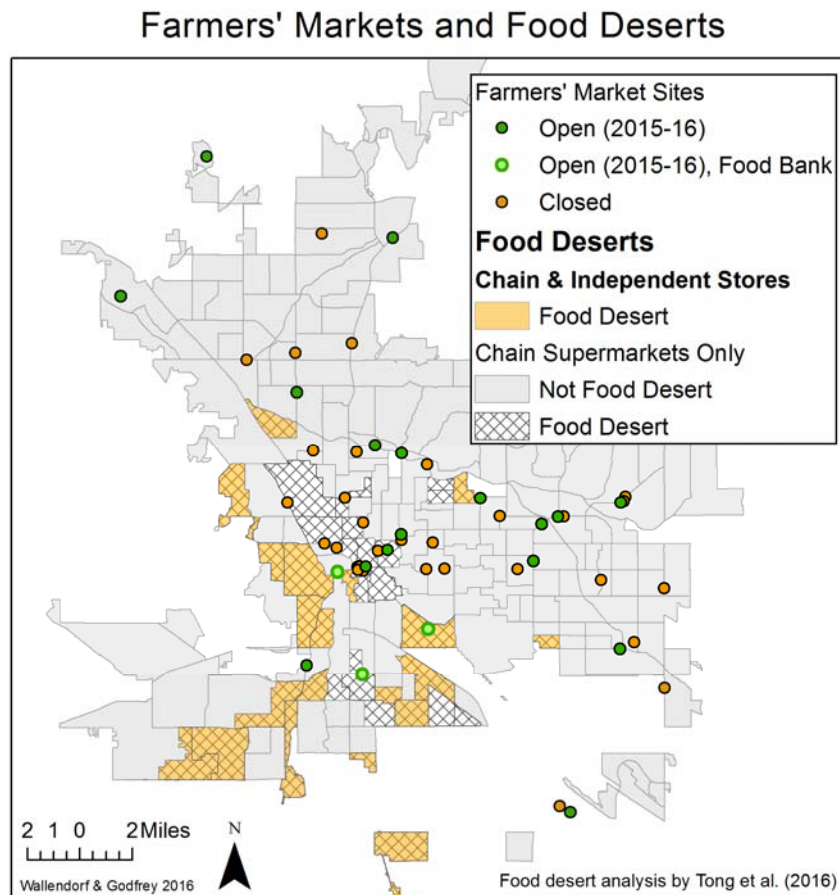 Farmers' Markets and Food Deserts
Farmers' Market Sites
Open (2015-16)
Open (2015-16), Food Bank
Closed
Food Deserts
Chain & Independent Stores
Food Desert
Chain Supermarkets Only
Not Food Desert
Food Desert
2 1 0 2 Miles
N
Wallendorf & Godfrey 2016
Food desert analysis by Tong et al. (2016)